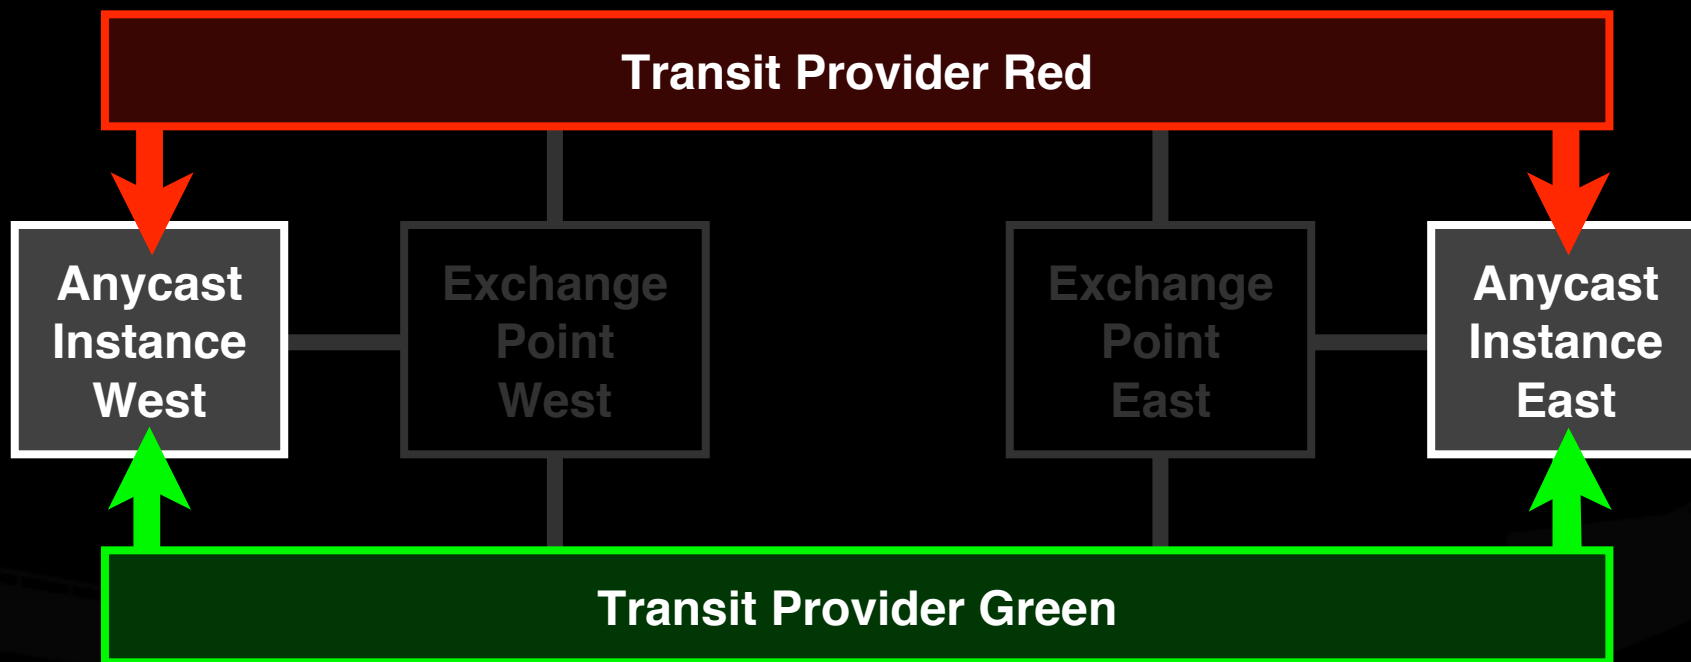 Transit Provider Red
Anycast
Instance
West
Exchange
Point
West
Exchange
Point
East
Anycast
Instance
East
Transit Provider Green